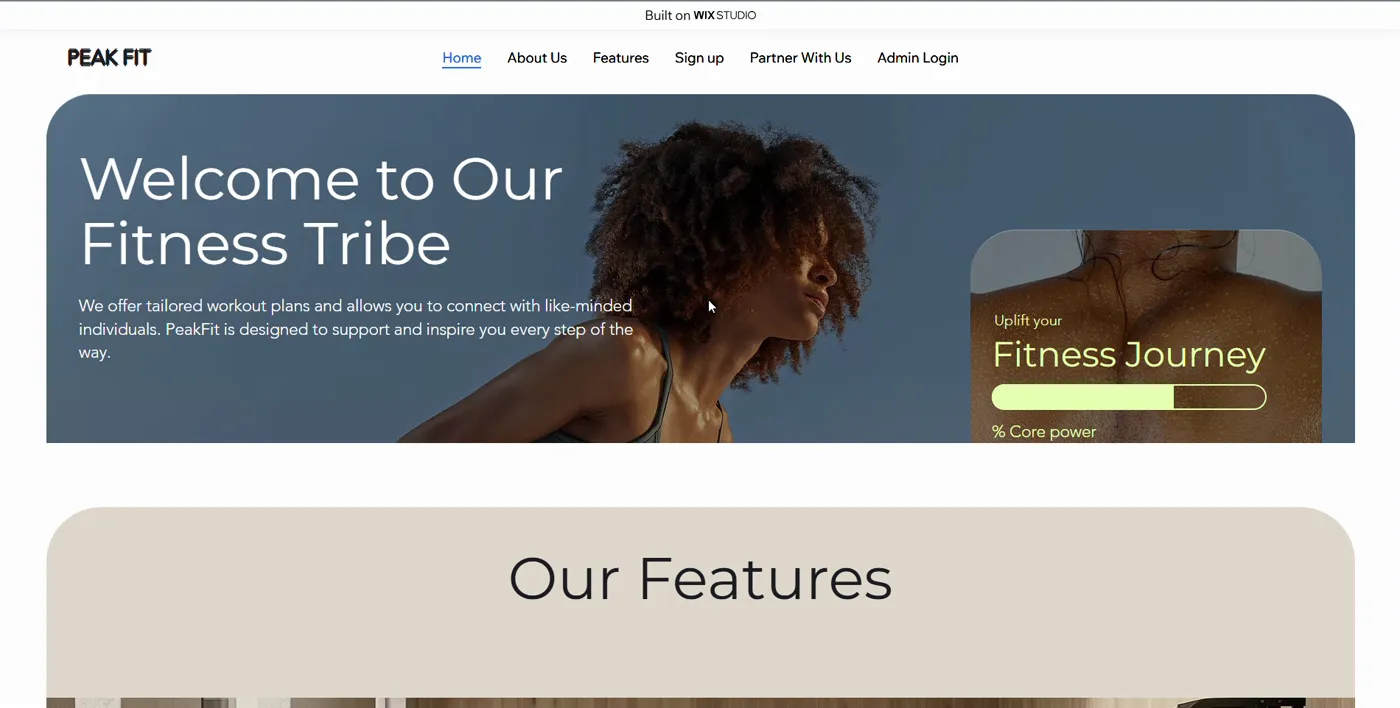 Built on WIX STUDIO
PEAK FIT
Home About Us Features Sign up Partner With Us Admin Login
Welcome to Our
Fitness Tribe
We offer tailored workout plans and allows you to connect with like-minded
individuals. PeakFit is designed to support and inspire you every step of the
way.
Uplift your
Fitness Journey
% Core power
Our Features